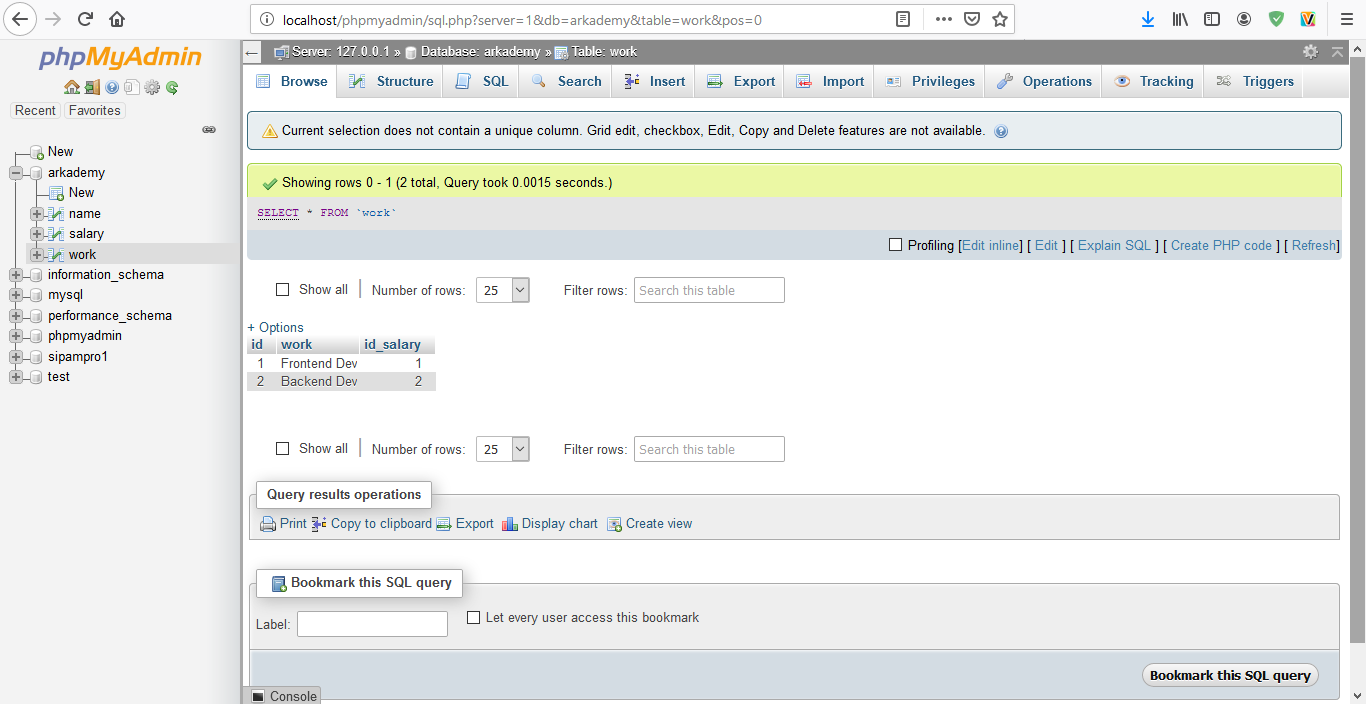 localhost/phpmyadmin/sql.php?server=1&db=arkademy&table=work&pos=0
phpMyAdmin
Recent Favorites
New
arkademy
New
name
salary
work
information_schema
mysql
performance_schema
phpmyadmin
sipampro1
test
Server: 127.0.0.1 » Database: arkademy » Table: work
Browse Structure SQL Search Insert Export Import Privileges Operations Tracking Triggers
Current selection does not contain a unique column. Grid edit, checkbox, Edit, Copy and Delete features are not available.
Showing rows 0 - 1 (2 total, Query took 0.0015 seconds.)
SELECT * FROM `work`
Profiling [Edit inline] [ Edit ] [ Explain SQL ] [ Create PHP code ] [ Refresh]
Show all Number of rows: 25 Filter rows: Search this table
+ Options
id work id_salary
1 Frontend Dev 1
2 Backend Dev 2
Show all Number of rows: 25 Filter rows: Search this table
Query results operations
Print Copy to clipboard Export Display chart Create view
Bookmark this SQL query
Label: Let every user access this bookmark
Bookmark this SQL query
Console